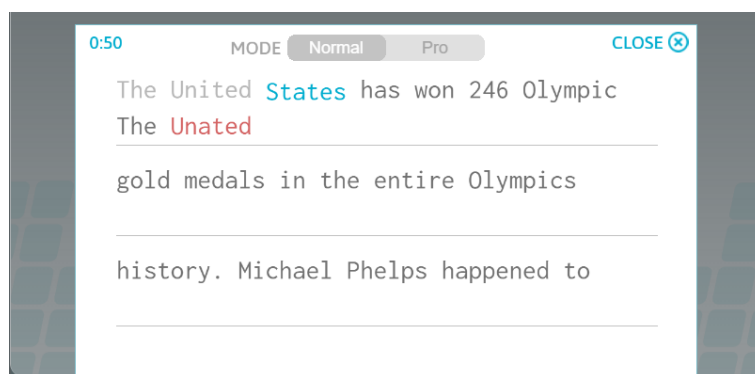 0:50 MODE Normal Pro CLOSE
The United States has won 246 Olympic
The Unated
gold medals in the entire Olympics
history. Michael Phelps happened to